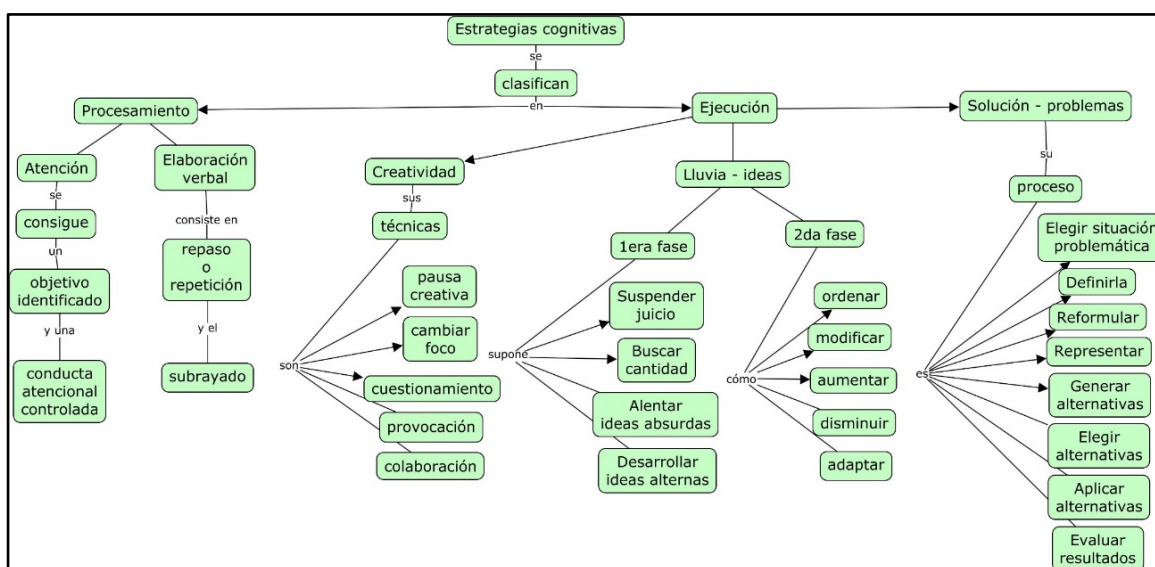 Estrategias cognitivas
se
clasifican
en
Procesamiento
Ejecución
Solución - problemas
Atención
se
consigue
un
objetivo
identificado
y una
conducta
atencional
controlada
Elaboración
verbal
consiste en
repaso
o
repetición
y el
subrayado
Creatividad
sus
técnicas
son
pausa
creativa
cambiar
foco
cuestionamiento
provocación
colaboración
Lluvia - ideas
1era fase
supone
Suspender
juicio
Buscar
cantidad
Alentar
ideas absurdas
Desarrollar
ideas alternas
2da fase
cómo
ordenar
modificar
aumentar
disminuir
adaptar
su
proceso
es
Elegir situación
problemática
Definirla
Reformular
Representar
Generar
alternativas
Elegir
alternativas
Aplicar
alternativas
Evaluar
resultados